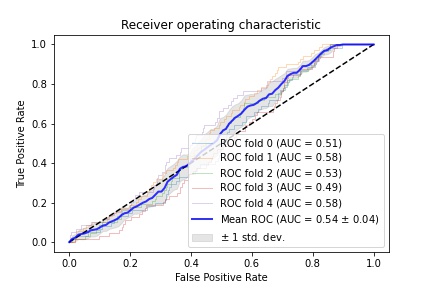 Receiver operating characteristic
True Positive Rate
1.0
0.8
0.6
0.4
0.2
0.0
ROC fold 0 (AUC = 0.51)
ROC fold 1 (AUC = 0.58)
ROC fold 2 (AUC = 0.53)
ROC fold 3 (AUC = 0.49)
ROC fold 4 (AUC = 0.58)
Mean ROC (AUC = 0.54 ± 0.04)
± 1 std. dev.
0.0 0.2 0.4 0.6 0.8 1.0
False Positive Rate